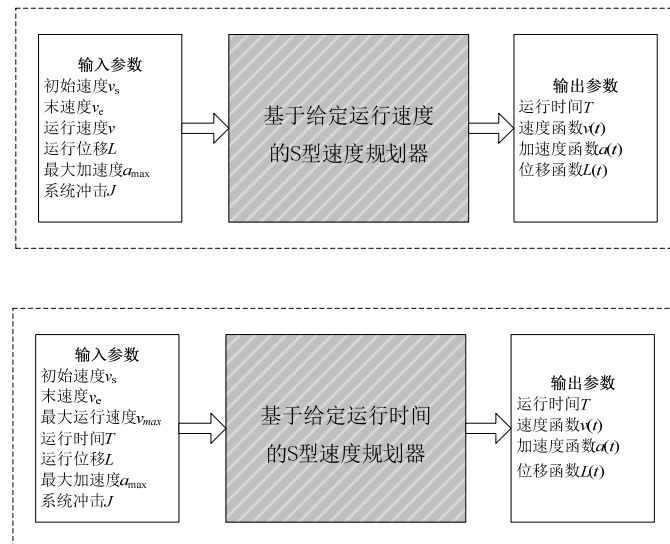 输入参数
初始速度vs
末速度ve
运行速度v
运行位移L
最大加速度amax
系统冲击J
基于给定运行速度
的S型速度规划器
输出参数
运行时间T
速度函数v(t)
加速度函数a(t)
位移函数L(t)
输入参数
初始速度vs
末速度ve
最大运行速度vmax
运行时间T
运行位移L
最大加速度amax
系统冲击J
基于给定运行时间
的S型速度规划器
输出参数
运行时间T
速度函数v(t)
加速度函数a(t)
位移函数L(t)